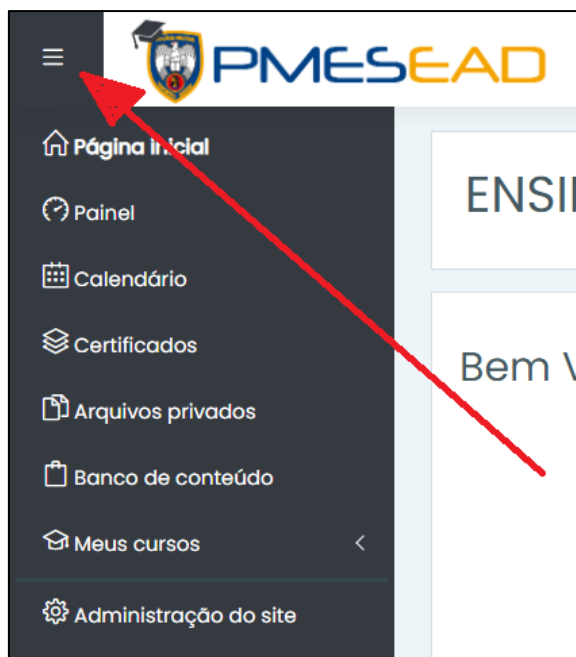 PMESEAD
Página inicial
Painel
Calendário
Certificados
Arquivos privados
Banco de conteúdo
Meus cursos
Administração do site
ENSI
Bem V